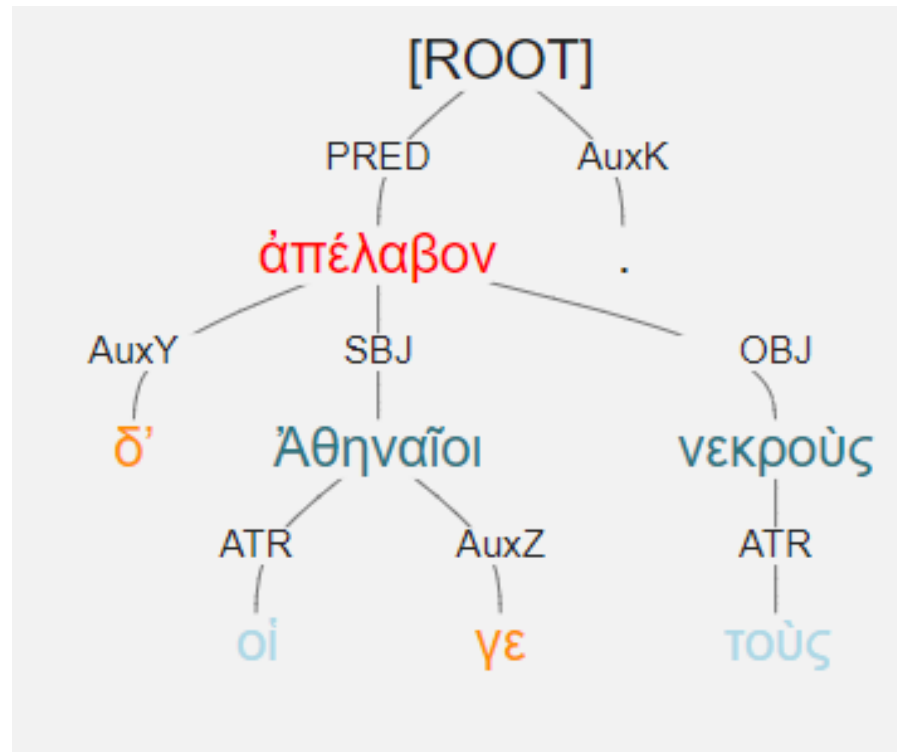 [ROOT]
PRED AuxK
ἀπέλαβον .
AuxY SBJ OBJ
δ’ Ἀθηναῖοι νεκροὺς
ATR AuxZ ATR
οἱ γε τοὺς